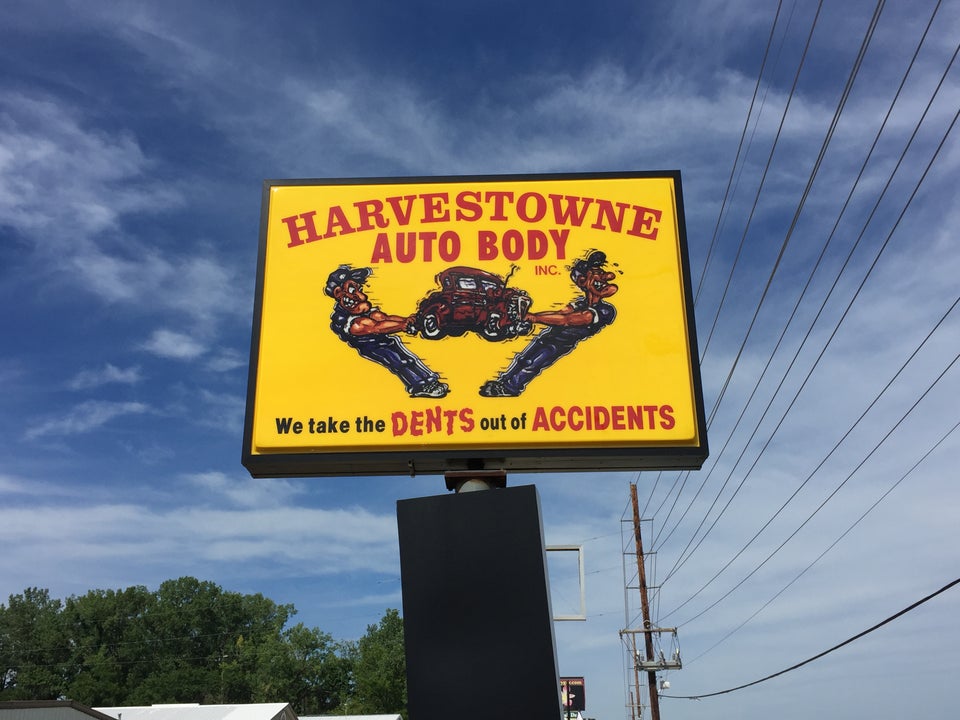 HARVESTOWNE
AUTO BODY
INC.
We take the DENTS out of ACCIDENTS